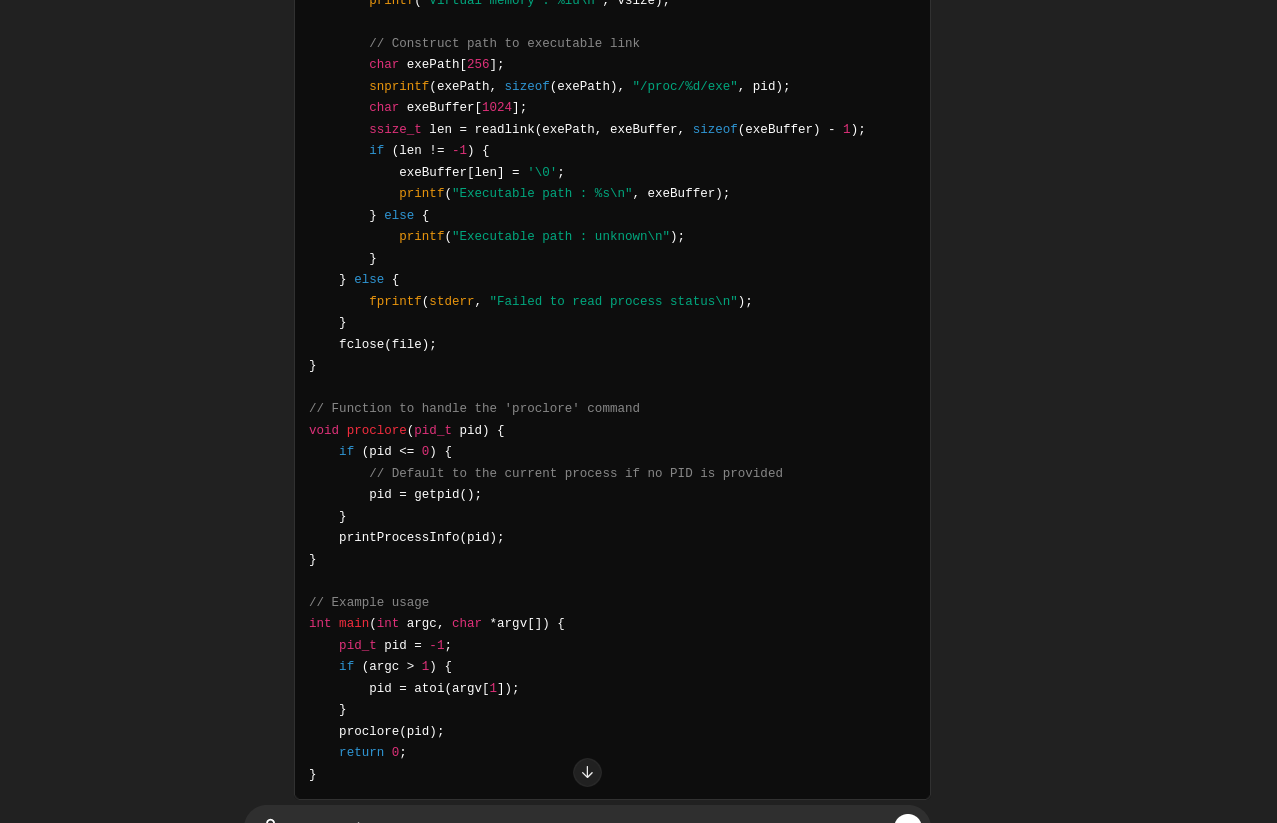 printf("Virtual memory : %lu\n", vsize);
// Construct path to executable link
char exePath[256];
snprintf(exePath, sizeof(exePath), "/proc/%d/exe", pid);
char exeBuffer[1024];
ssize_t len = readlink(exePath, exeBuffer, sizeof(exeBuffer) - 1);
if (len != -1) {
exeBuffer[len] = '\0';
printf("Executable path : %s\n", exeBuffer);
} else {
printf("Executable path : unknown\n");
}
} else {
fprintf(stderr, "Failed to read process status\n");
}
fclose(file);
}
// Function to handle the 'proclore' command
void proclore(pid_t pid) {
if (pid <= 0) {
// Default to the current process if no PID is provided
pid = getpid();
}
printProcessInfo(pid);
}
// Example usage
int main(int argc, char *argv[]) {
pid_t pid = -1;
if (argc > 1) {
pid = atoi(argv[1]);
}
proclore(pid);
return 0;
}